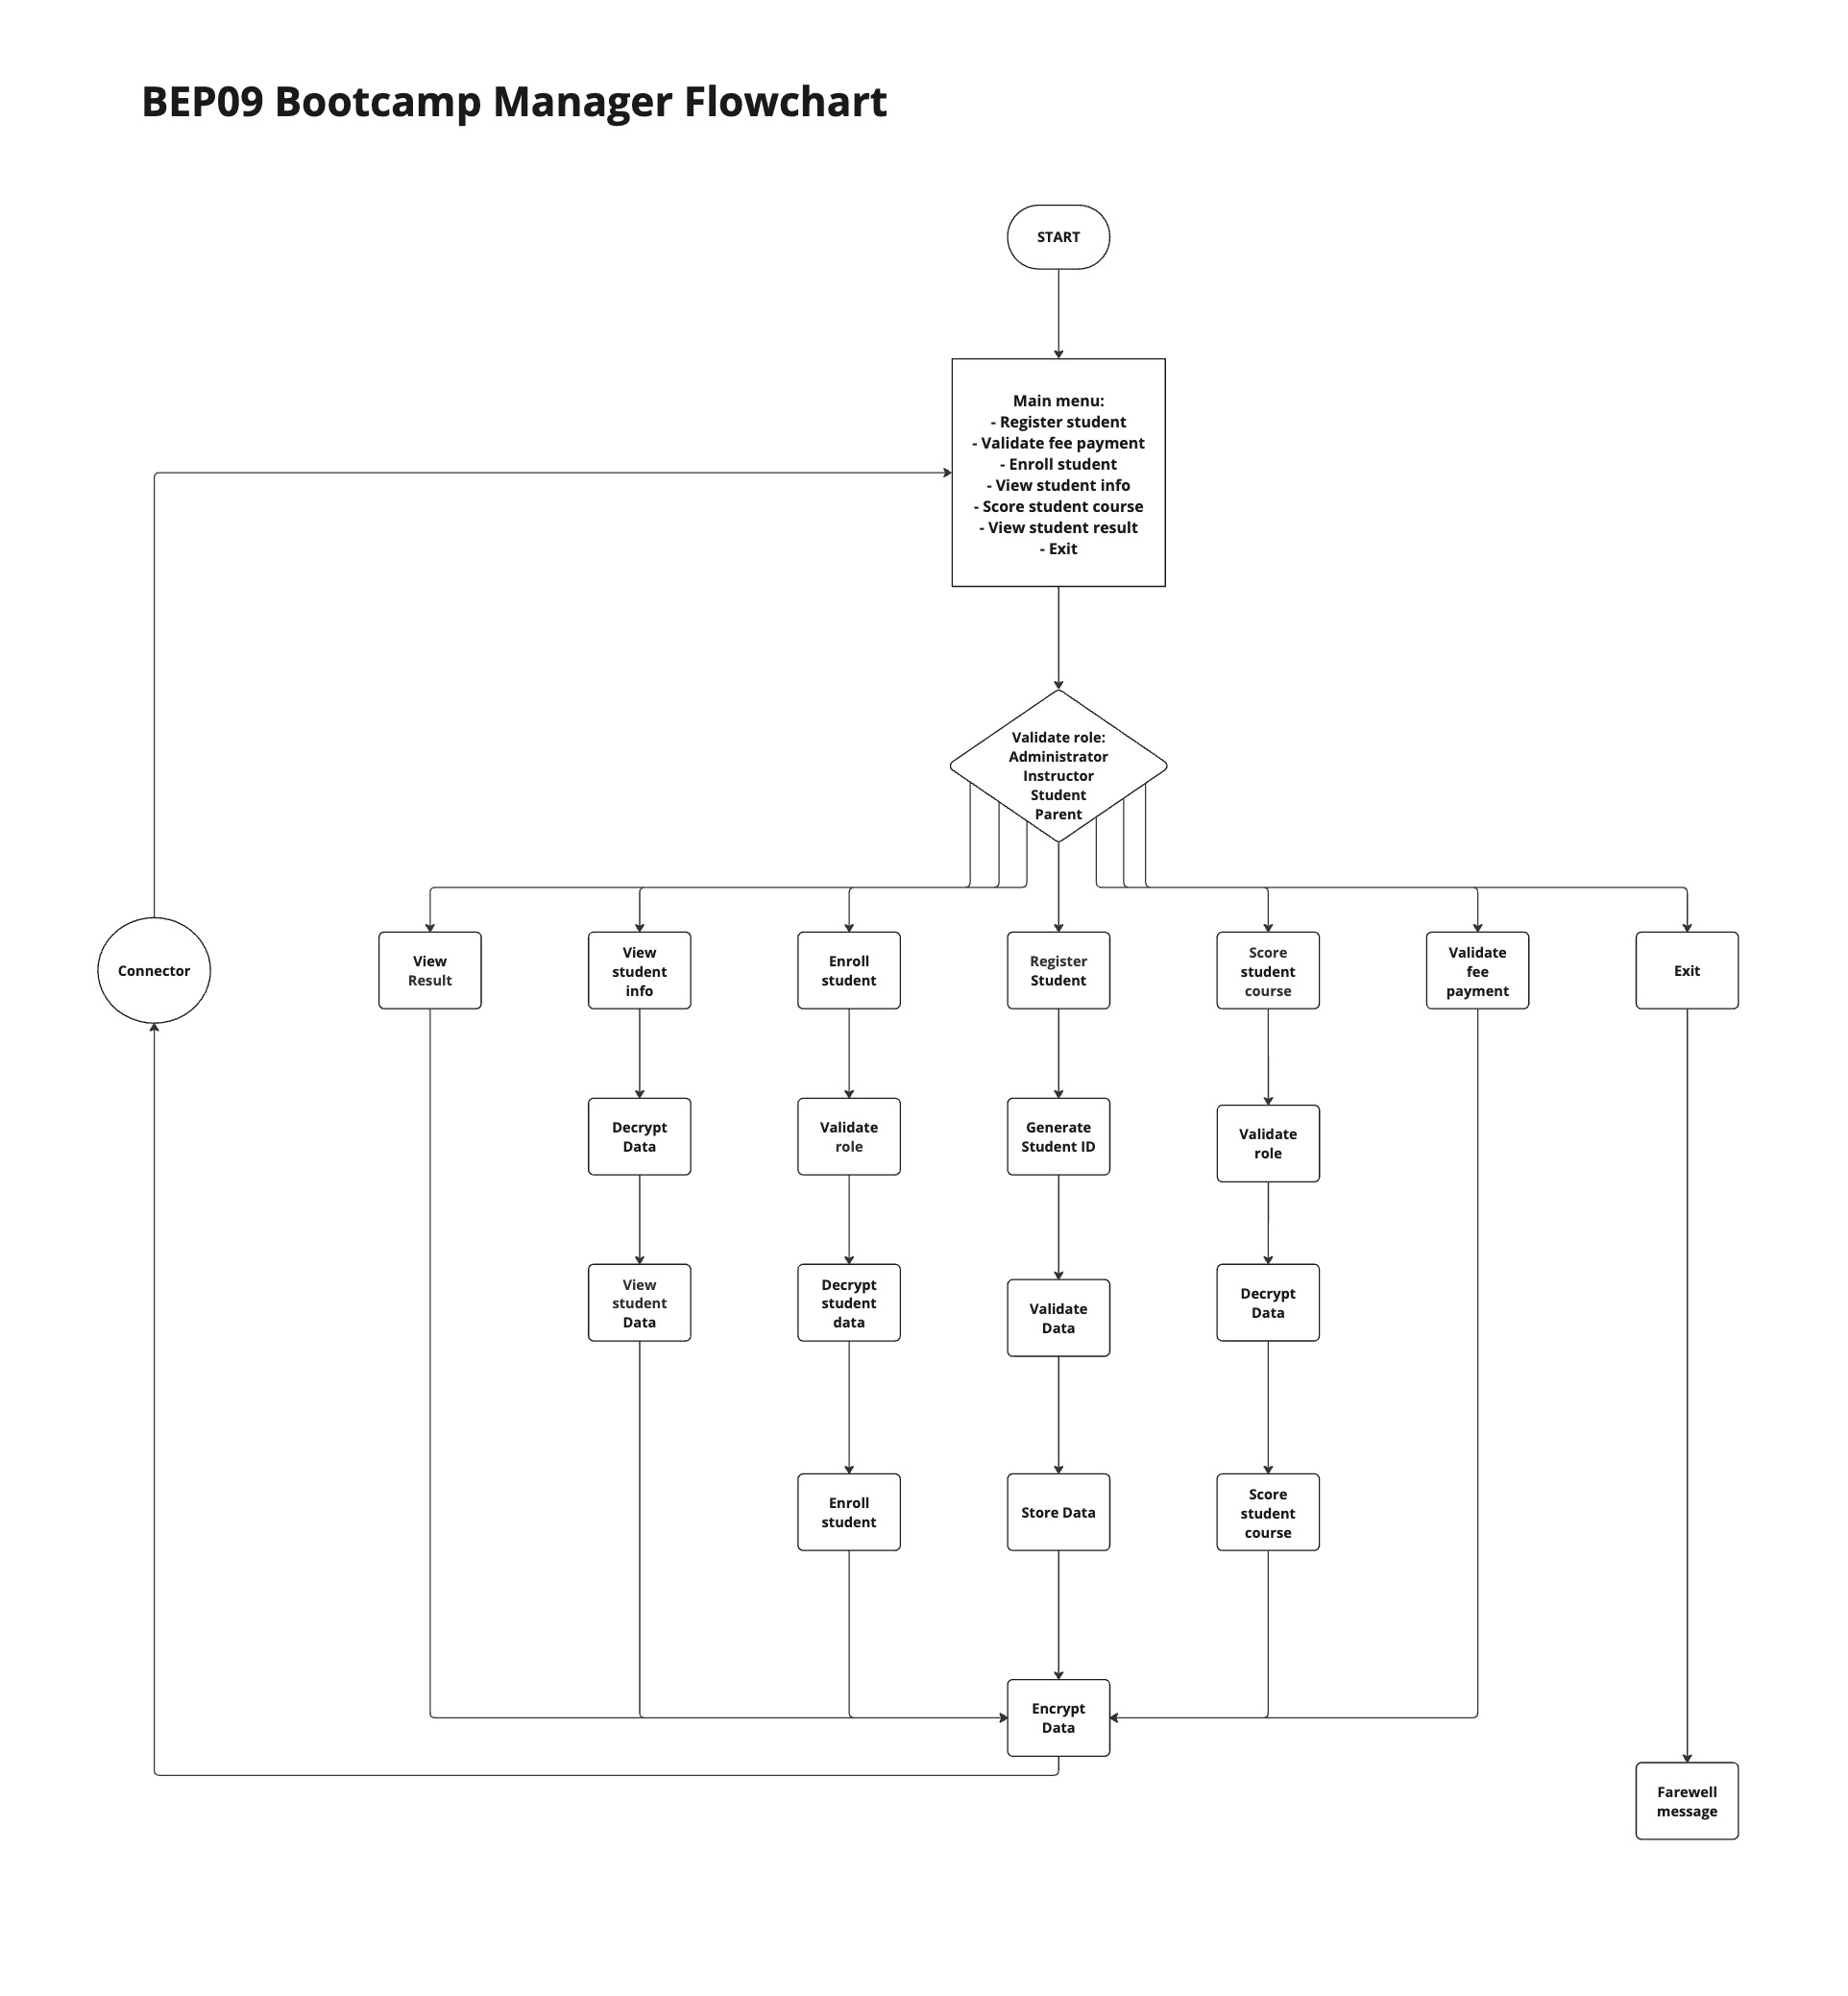 BEP09 Bootcamp Manager Flowchart
START
Main menu:
- Register student
- Validate fee payment
- Enroll student
- View student info
- Score student course
- View student result
- Exit
Validate role:
Administrator
Instructor
Student
Parent
Connector
View
Result
View
student
info
Enroll
student
Register
Student
Score
student
course
Validate
fee
payment
Exit
Decrypt
Data
Validate
role
Generate
Student ID
Validate
role
View
student
Data
Decrypt
student
data
Validate
Data
Decrypt
Data
Enroll
student
Store Data
Score
student
course
Encrypt
Data
Farewell
message